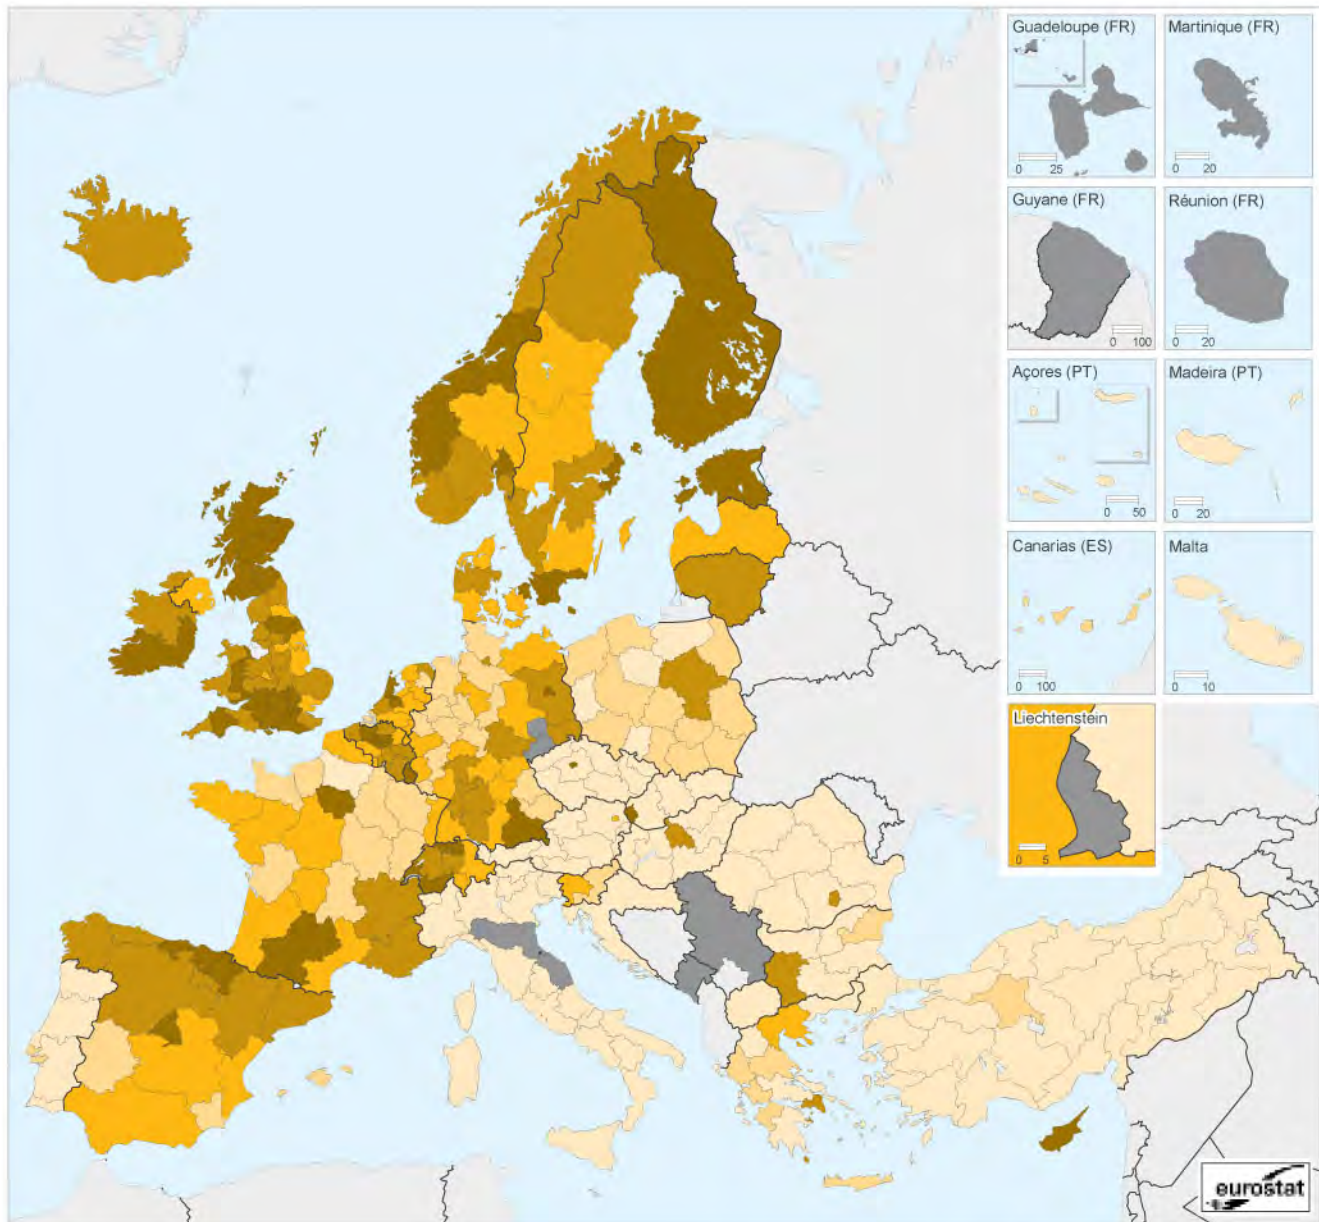 Guadeloupe (FR)
0 25
Martinique (FR)
0 20
Guyane (FR)
0 100
Réunion (FR)
0 20
Açores (PT)
0 50
Madeira (PT)
0 20
Canarias (ES)
0 100
Malta
0 10
Liechtenstein
0 5
eurostat